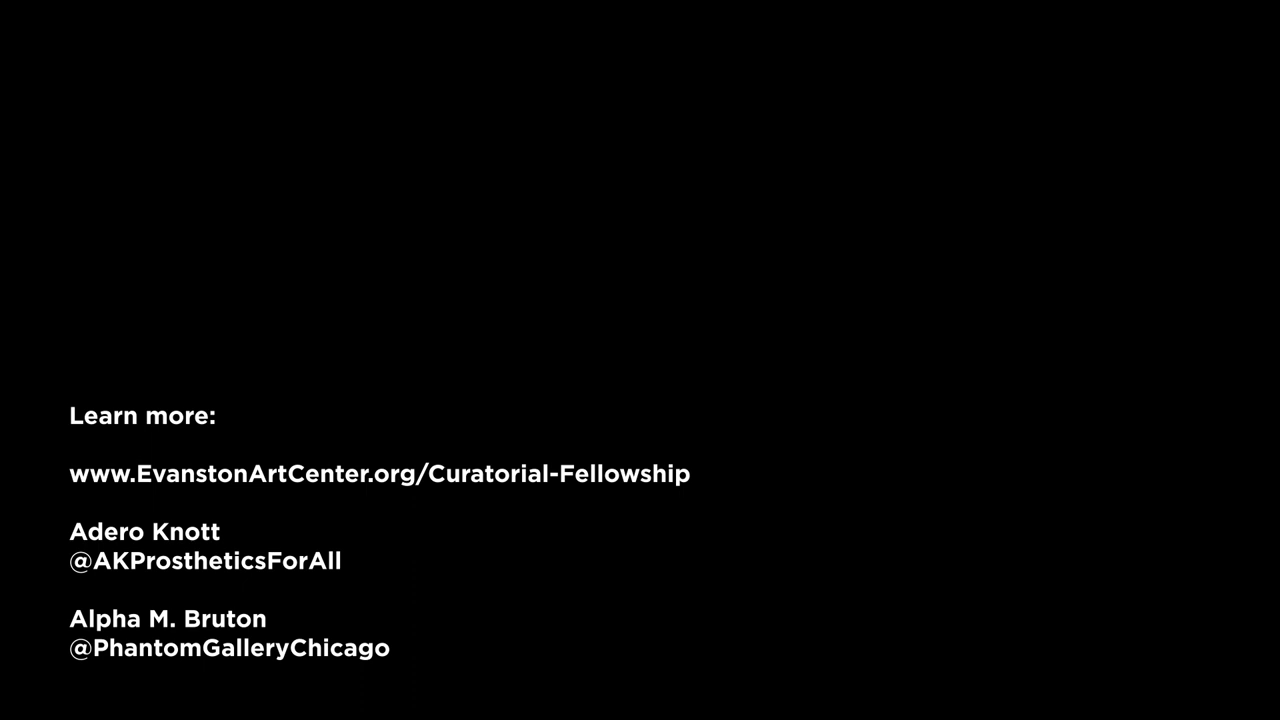 Learn more:
www.EvanstonArtCenter.org/Curatorial-Fellowship
Adero Knott
@AKProstheticsForAll
Alpha M. Bruton
@PhantomGalleryChicago